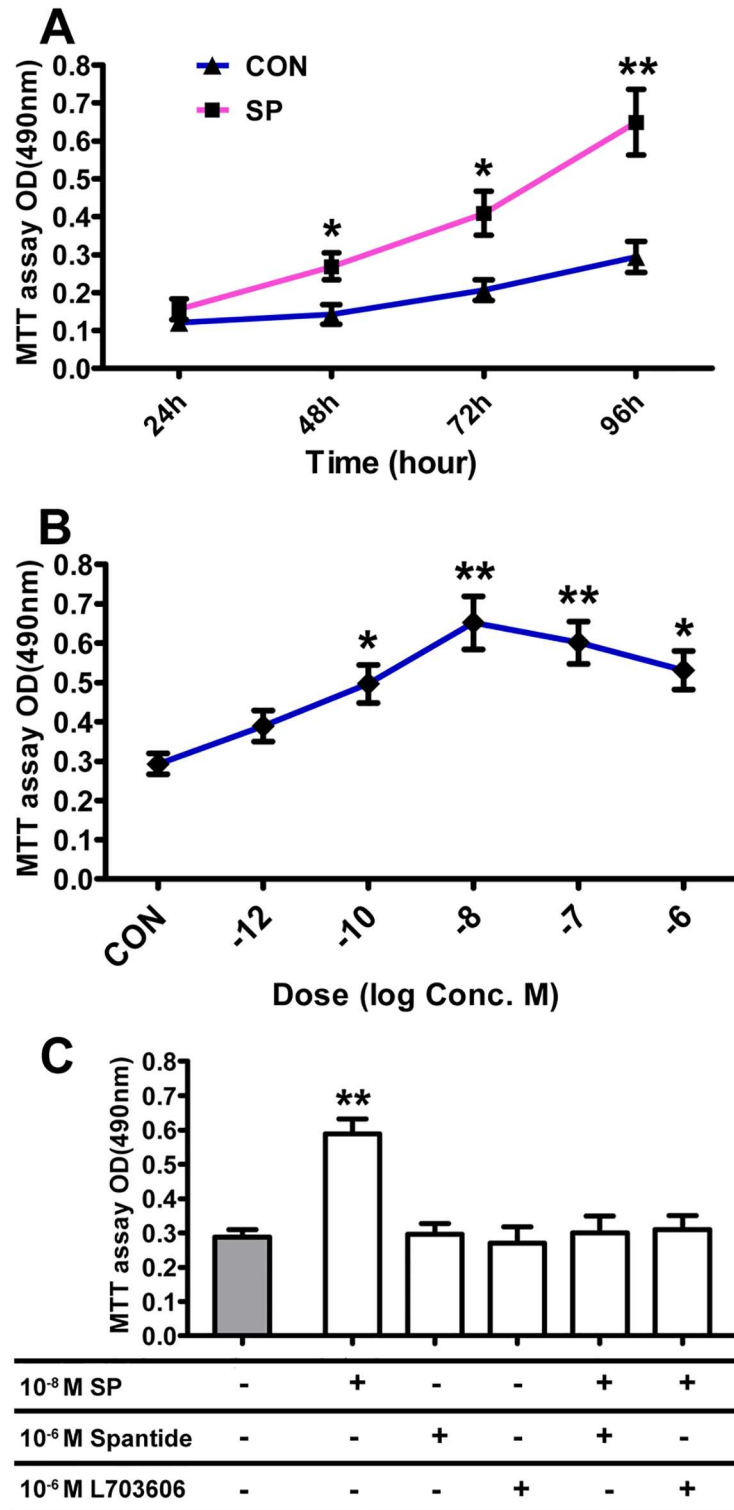 A
MTT assay OD(490nm)
0.8
0.7
0.6
0.5
0.4
0.3
0.2
0.1
0.0
CON
SP
*
*
**
24h
48h
72h
96h
Time (hour)
B
MTT assay OD(490nm)
0.8
0.7
0.6
0.5
0.4
0.3
0.2
0.1
0.0
*
**
**
*
CON
-12
-10
-8
-7
-6
Dose (log Conc. M)
C
MTT assay OD(490nm)
0.8
0.7
0.6
0.5
0.4
0.3
0.2
0.1
0.0
**
10⁻⁸ M SP - + - - + +
10⁻⁶ M Spantide - - + - + -
10⁻⁶ M L703606 - - - + - +